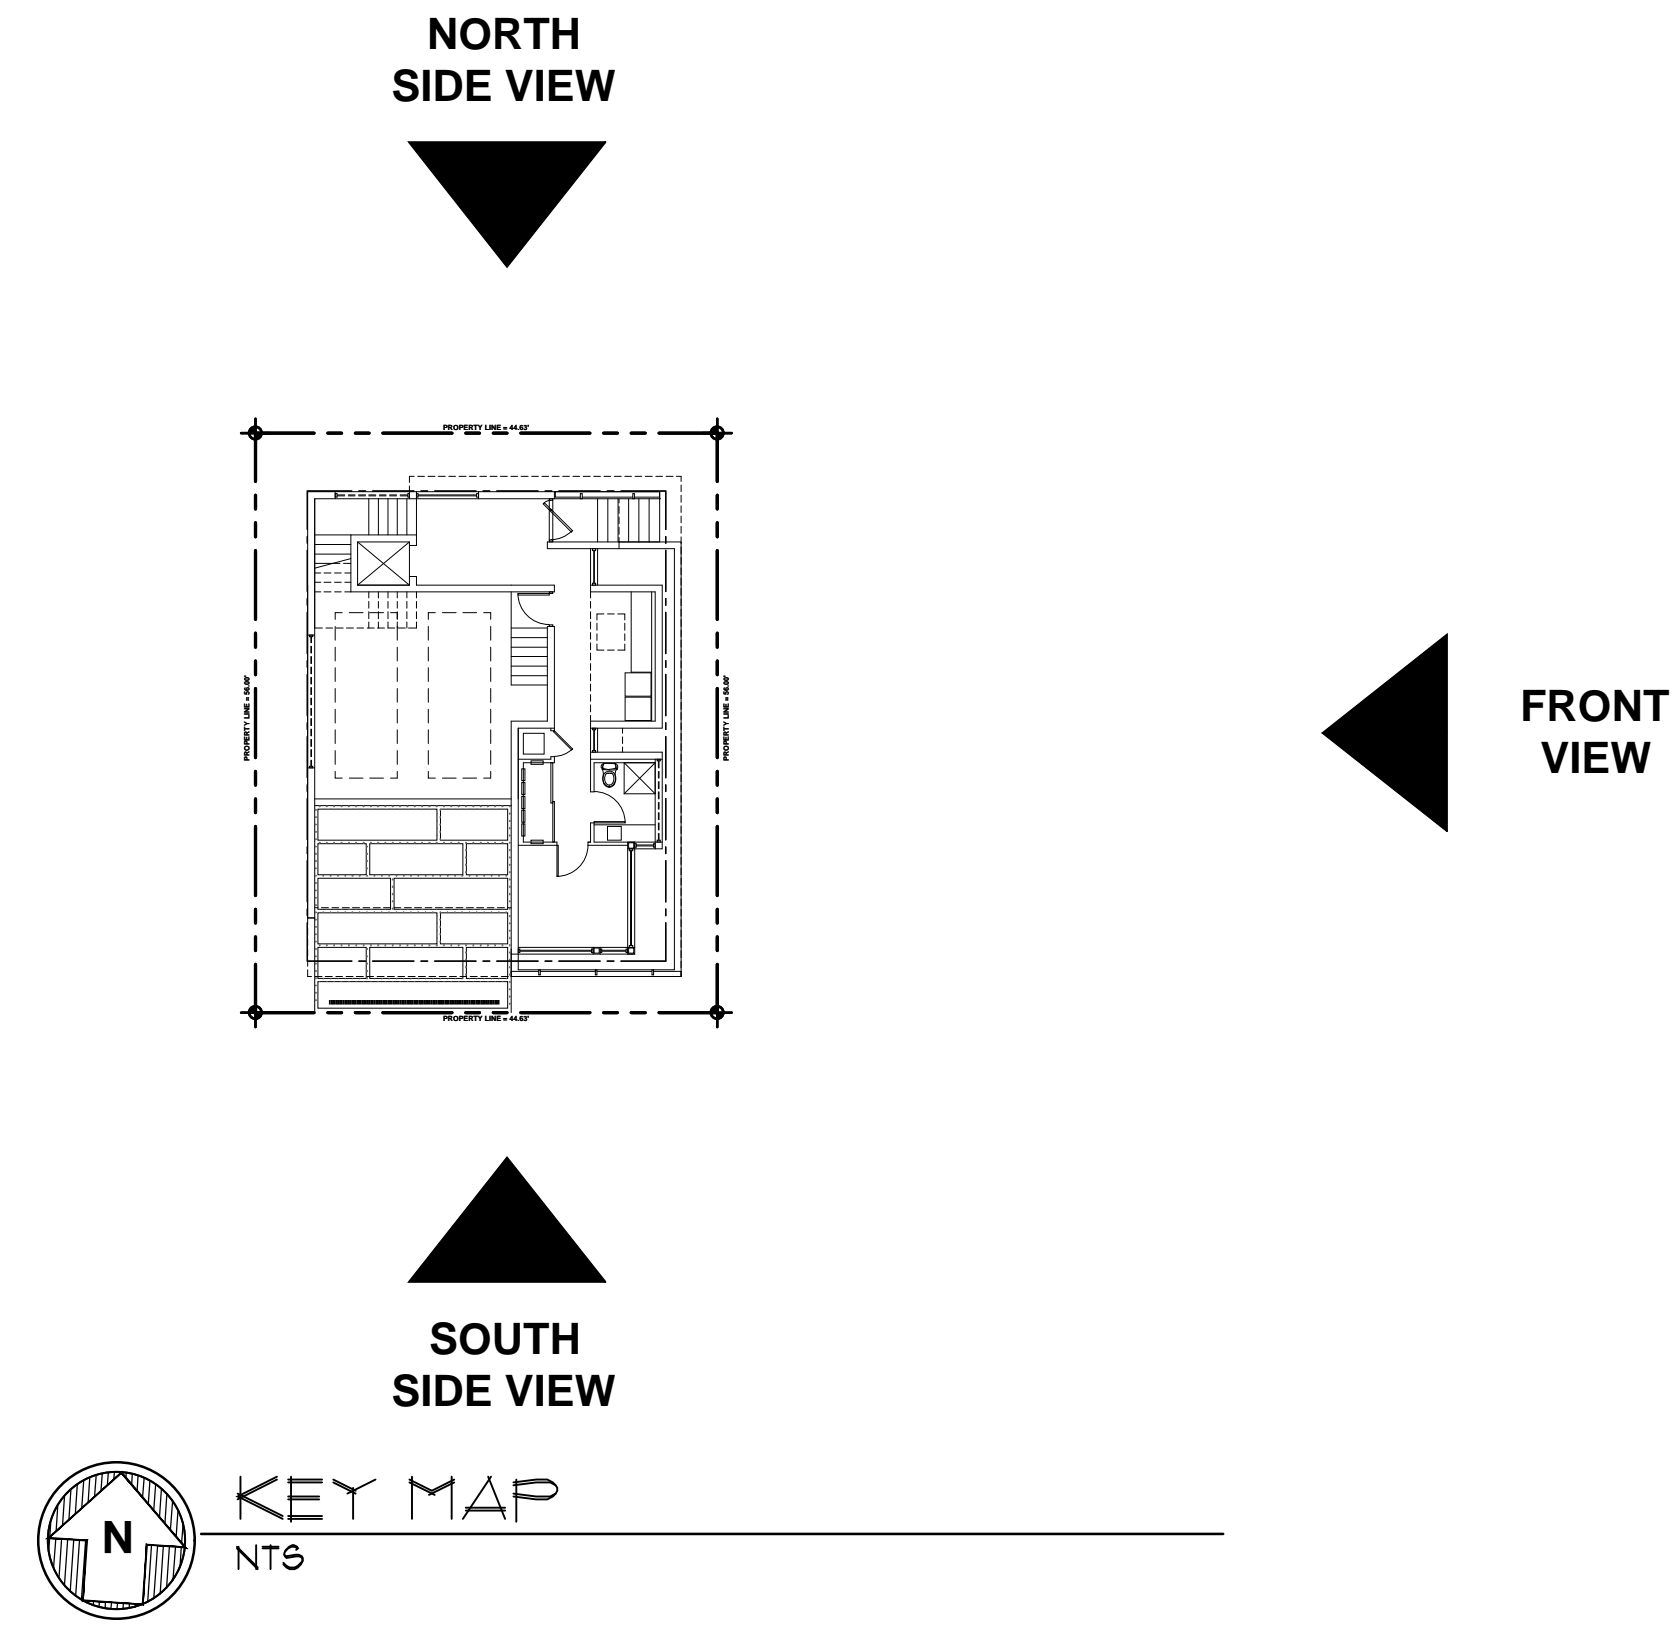 NORTH
SIDE VIEW
PROPERTY LINE = 44.63'
PROPERTY LINE = 56.00'
PROPERTY LINE = 56.00'
FRONT
VIEW
PROPERTY LINE = 44.63'
SOUTH
SIDE VIEW
KEY MAP
N
NTS